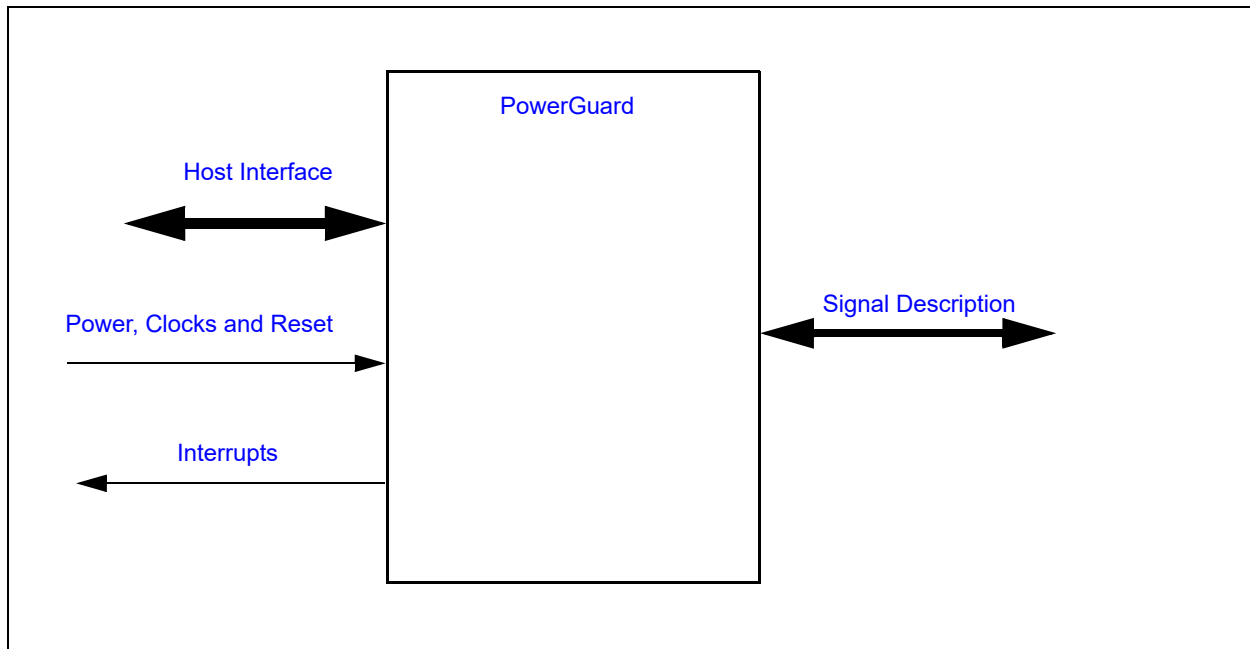 PowerGuard
Host Interface
Signal Description
Power, Clocks and Reset
Interrupts